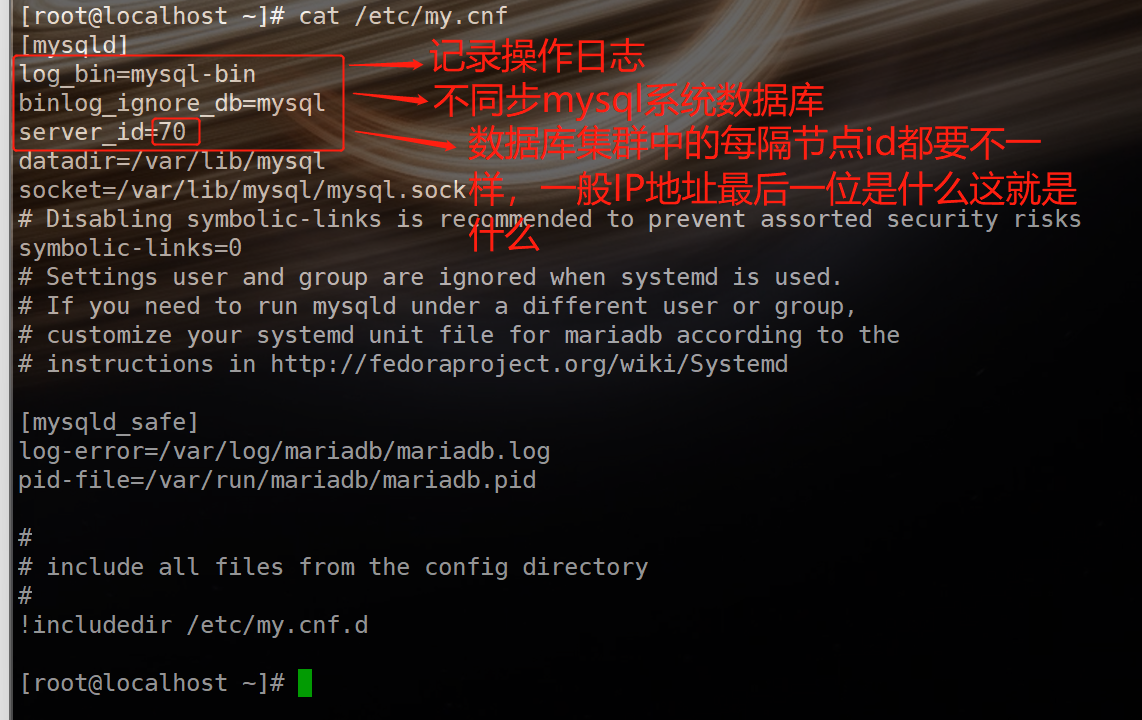 [root@localhost ~]# cat /etc/my.cnf
[mysqld]
log_bin=mysql-bin
记录操作日志
binlog_ignore_db=mysql
不同步mysql系统数据库
server_id=70
数据库集群中的每隔节点id都要不一
样，一般IP地址最后一位是什么这就是
什么
datadir=/var/lib/mysql
socket=/var/lib/mysql/mysql.sock
# Disabling symbolic-links is recommended to prevent assorted security risks
symbolic-links=0
# Settings user and group are ignored when systemd is used.
# If you need to run mysqld under a different user or group,
# customize your systemd unit file for mariadb according to the
# instructions in http://fedoraproject.org/wiki/Systemd
[mysqld_safe]
log-error=/var/log/mariadb/mariadb.log
pid-file=/var/run/mariadb/mariadb.pid
#
# include all files from the config directory
#
!includedir /etc/my.cnf.d
[root@localhost ~]#